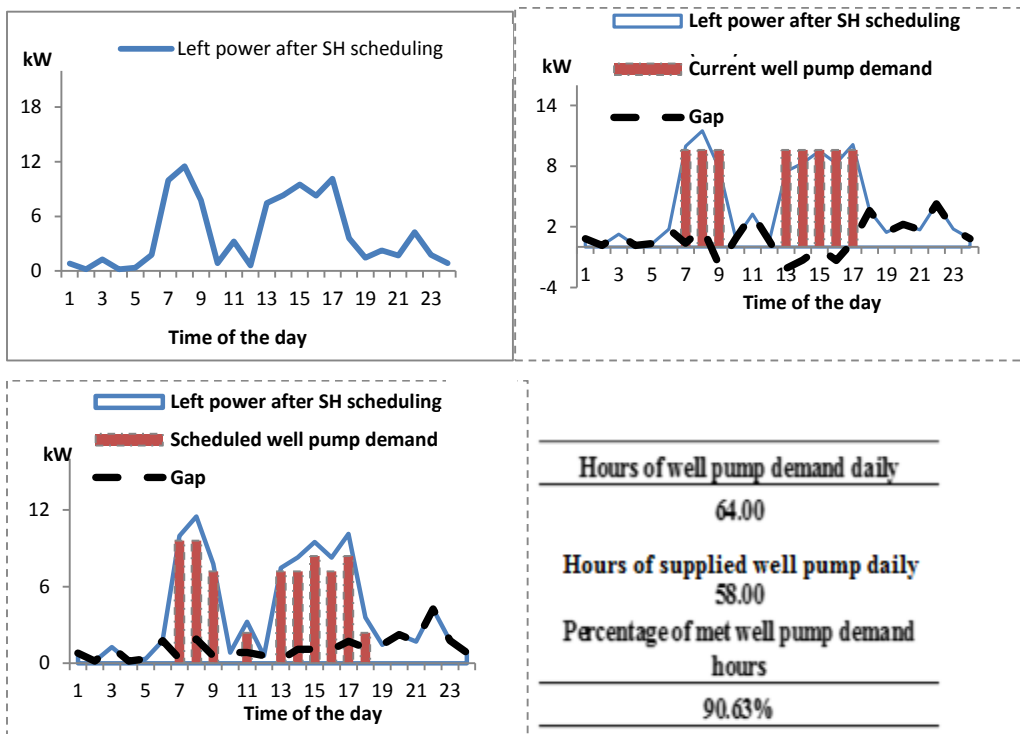 Left power after SH scheduling
kW
18
12
6
0
1 3 5 7 9 11 13 15 17 19 21 23
Time of the day
Left power after SH scheduling
kW
Current well pump demand
14
Gap
8
2
-4
1 3 5 7 9 11 13 15 17 19 21 23
Time of the day
Left power after SH scheduling
Scheduled well pump demand
kW
Gap
12
6
0
1 3 5 7 9 11 13 15 17 19 21 23
Time of the day
Hours of well pump demand daily
64.00
Hours of supplied well pump daily
58.00
Percentage of met well pump demand
hours
90.63%